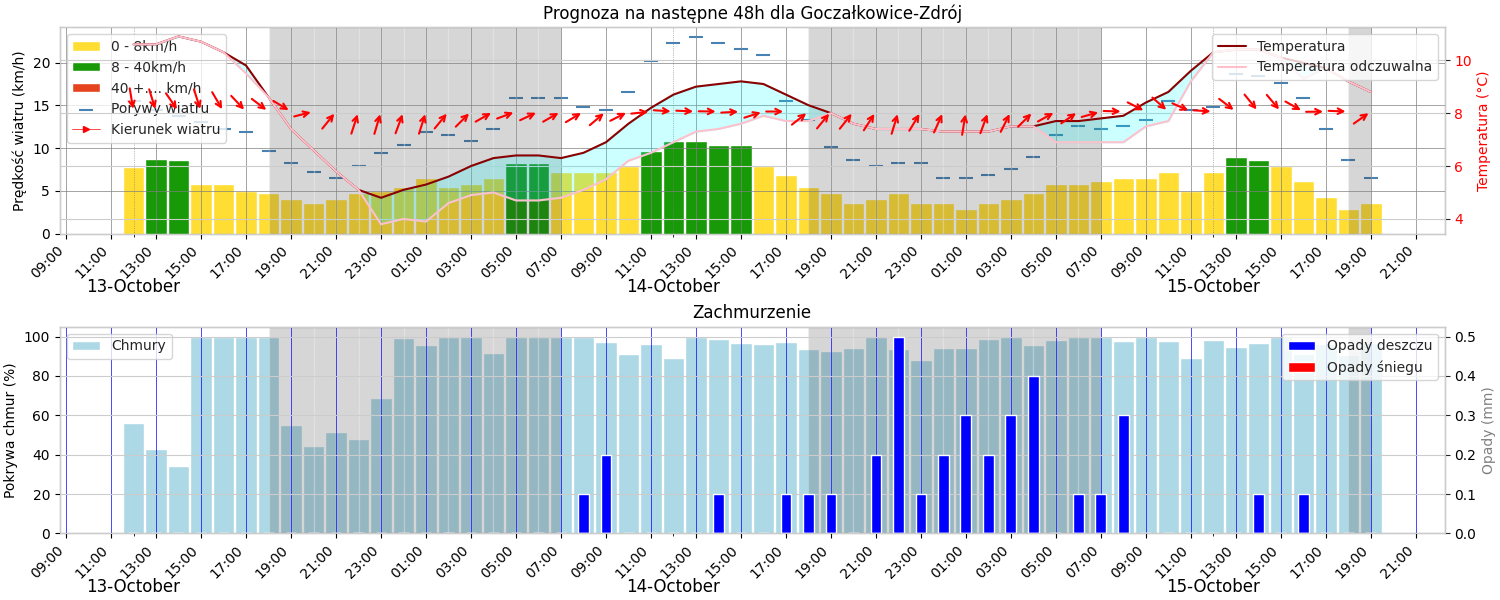 Prognoza na następne 48h dla Goczałkowice-Zdrój
Prędkość wiatru (km/h)
20
15
10
5
0
0 - 8km/h
8 - 40km/h
40 +... km/h
Porywy wiatru
Kierunek wiatru
Temperatura
Temperatura odczuwalna
10
8
6
4
Temperatura (°C)
09:00 11:00 13:00 15:00 17:00 19:00 21:00 23:00 01:00 03:00 05:00 07:00 09:00 11:00 13:00 15:00 17:00 19:00 21:00 23:00 01:00 03:00 05:00 07:00 09:00 11:00 13:00 15:00 17:00 19:00 21:00
13-October 14-October 15-October
Zachmurzenie
Pokrywa chmur (%)
100
80
60
40
20
0
Chmury
Opady deszczu
Opady śniegu
0.5
0.4
0.3
0.2
0.1
0.0
Opady (mm)
09:00 11:00 13:00 15:00 17:00 19:00 21:00 23:00 01:00 03:00 05:00 07:00 09:00 11:00 13:00 15:00 17:00 19:00 21:00 23:00 01:00 03:00 05:00 07:00 09:00 11:00 13:00 15:00 17:00 19:00 21:00
13-October 14-October 15-October